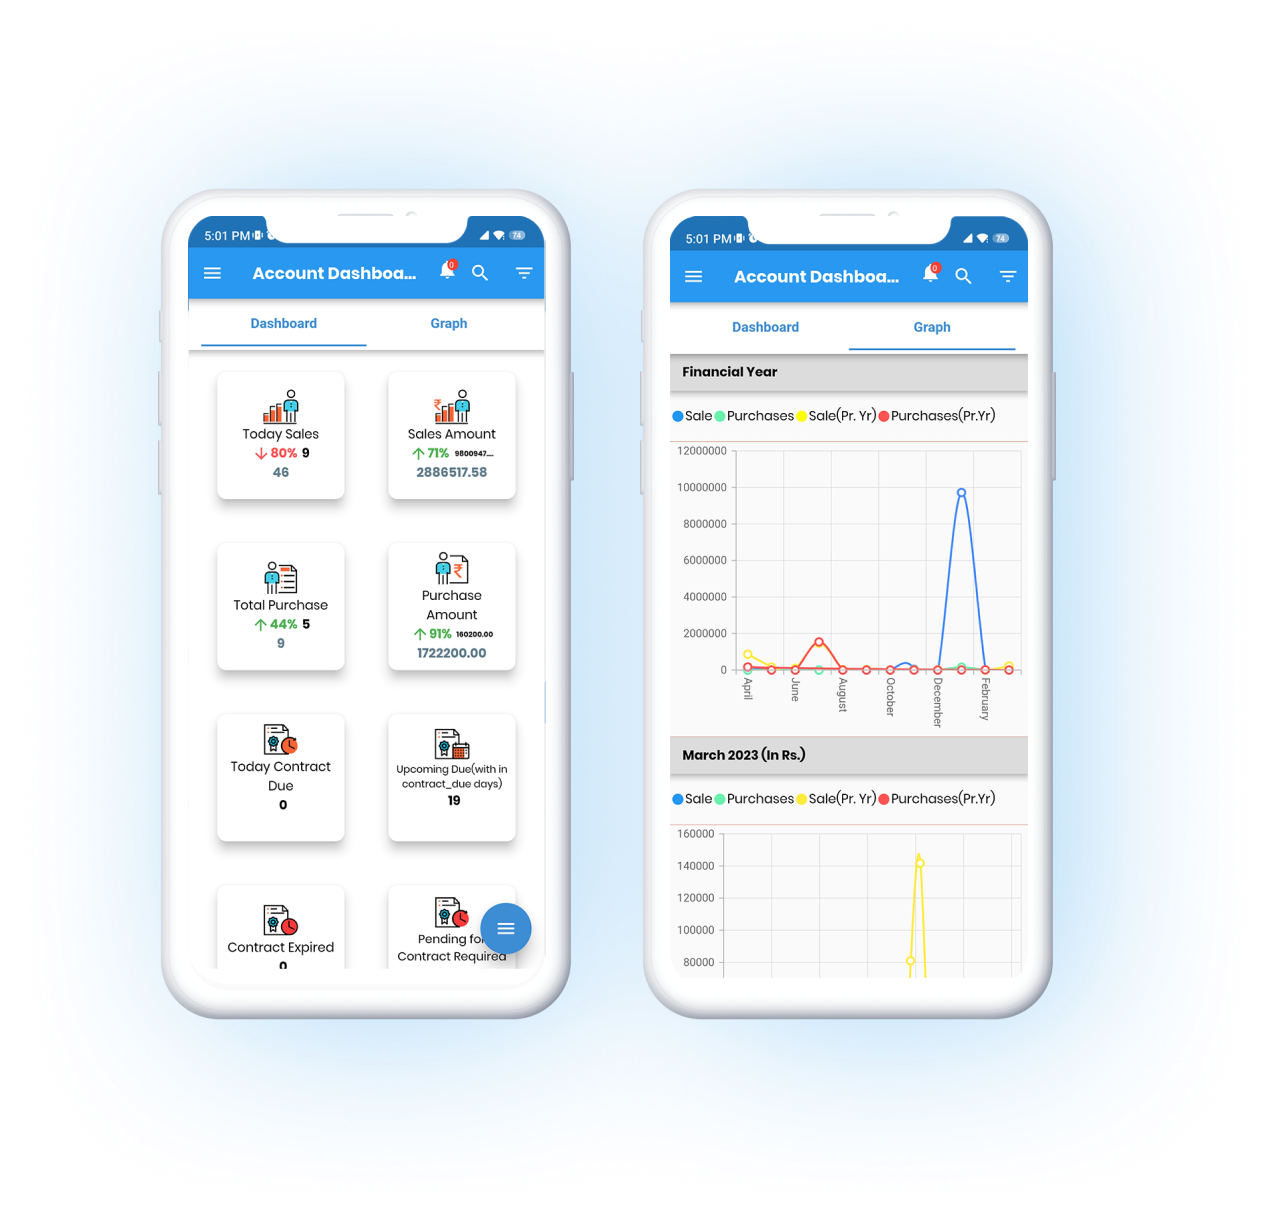 5:01 PM
74
Account Dashboa...
0
Dashboard
Graph
Today Sales
80% 9
46
Sales Amount
71% 9800947....
2886517.58
Total Purchase
44% 5
9
Purchase
Amount
91% 160200.00
1722200.00
Today Contract
Due
0
Upcoming Due(with in
contract_due days)
19
Contract Expired
0
Pending for
Contract Required
5:01 PM
74
Account Dashboa...
0
Dashboard
Graph
Financial Year
Sale Purchases Sale(Pr. Yr) Purchases(Pr.Yr)
12000000
10000000
8000000
6000000
4000000
2000000
0
April
June
August
October
December
February
March 2023 (In Rs.)
Sale Purchases Sale(Pr. Yr) Purchases(Pr.Yr)
160000
140000
120000
100000
80000